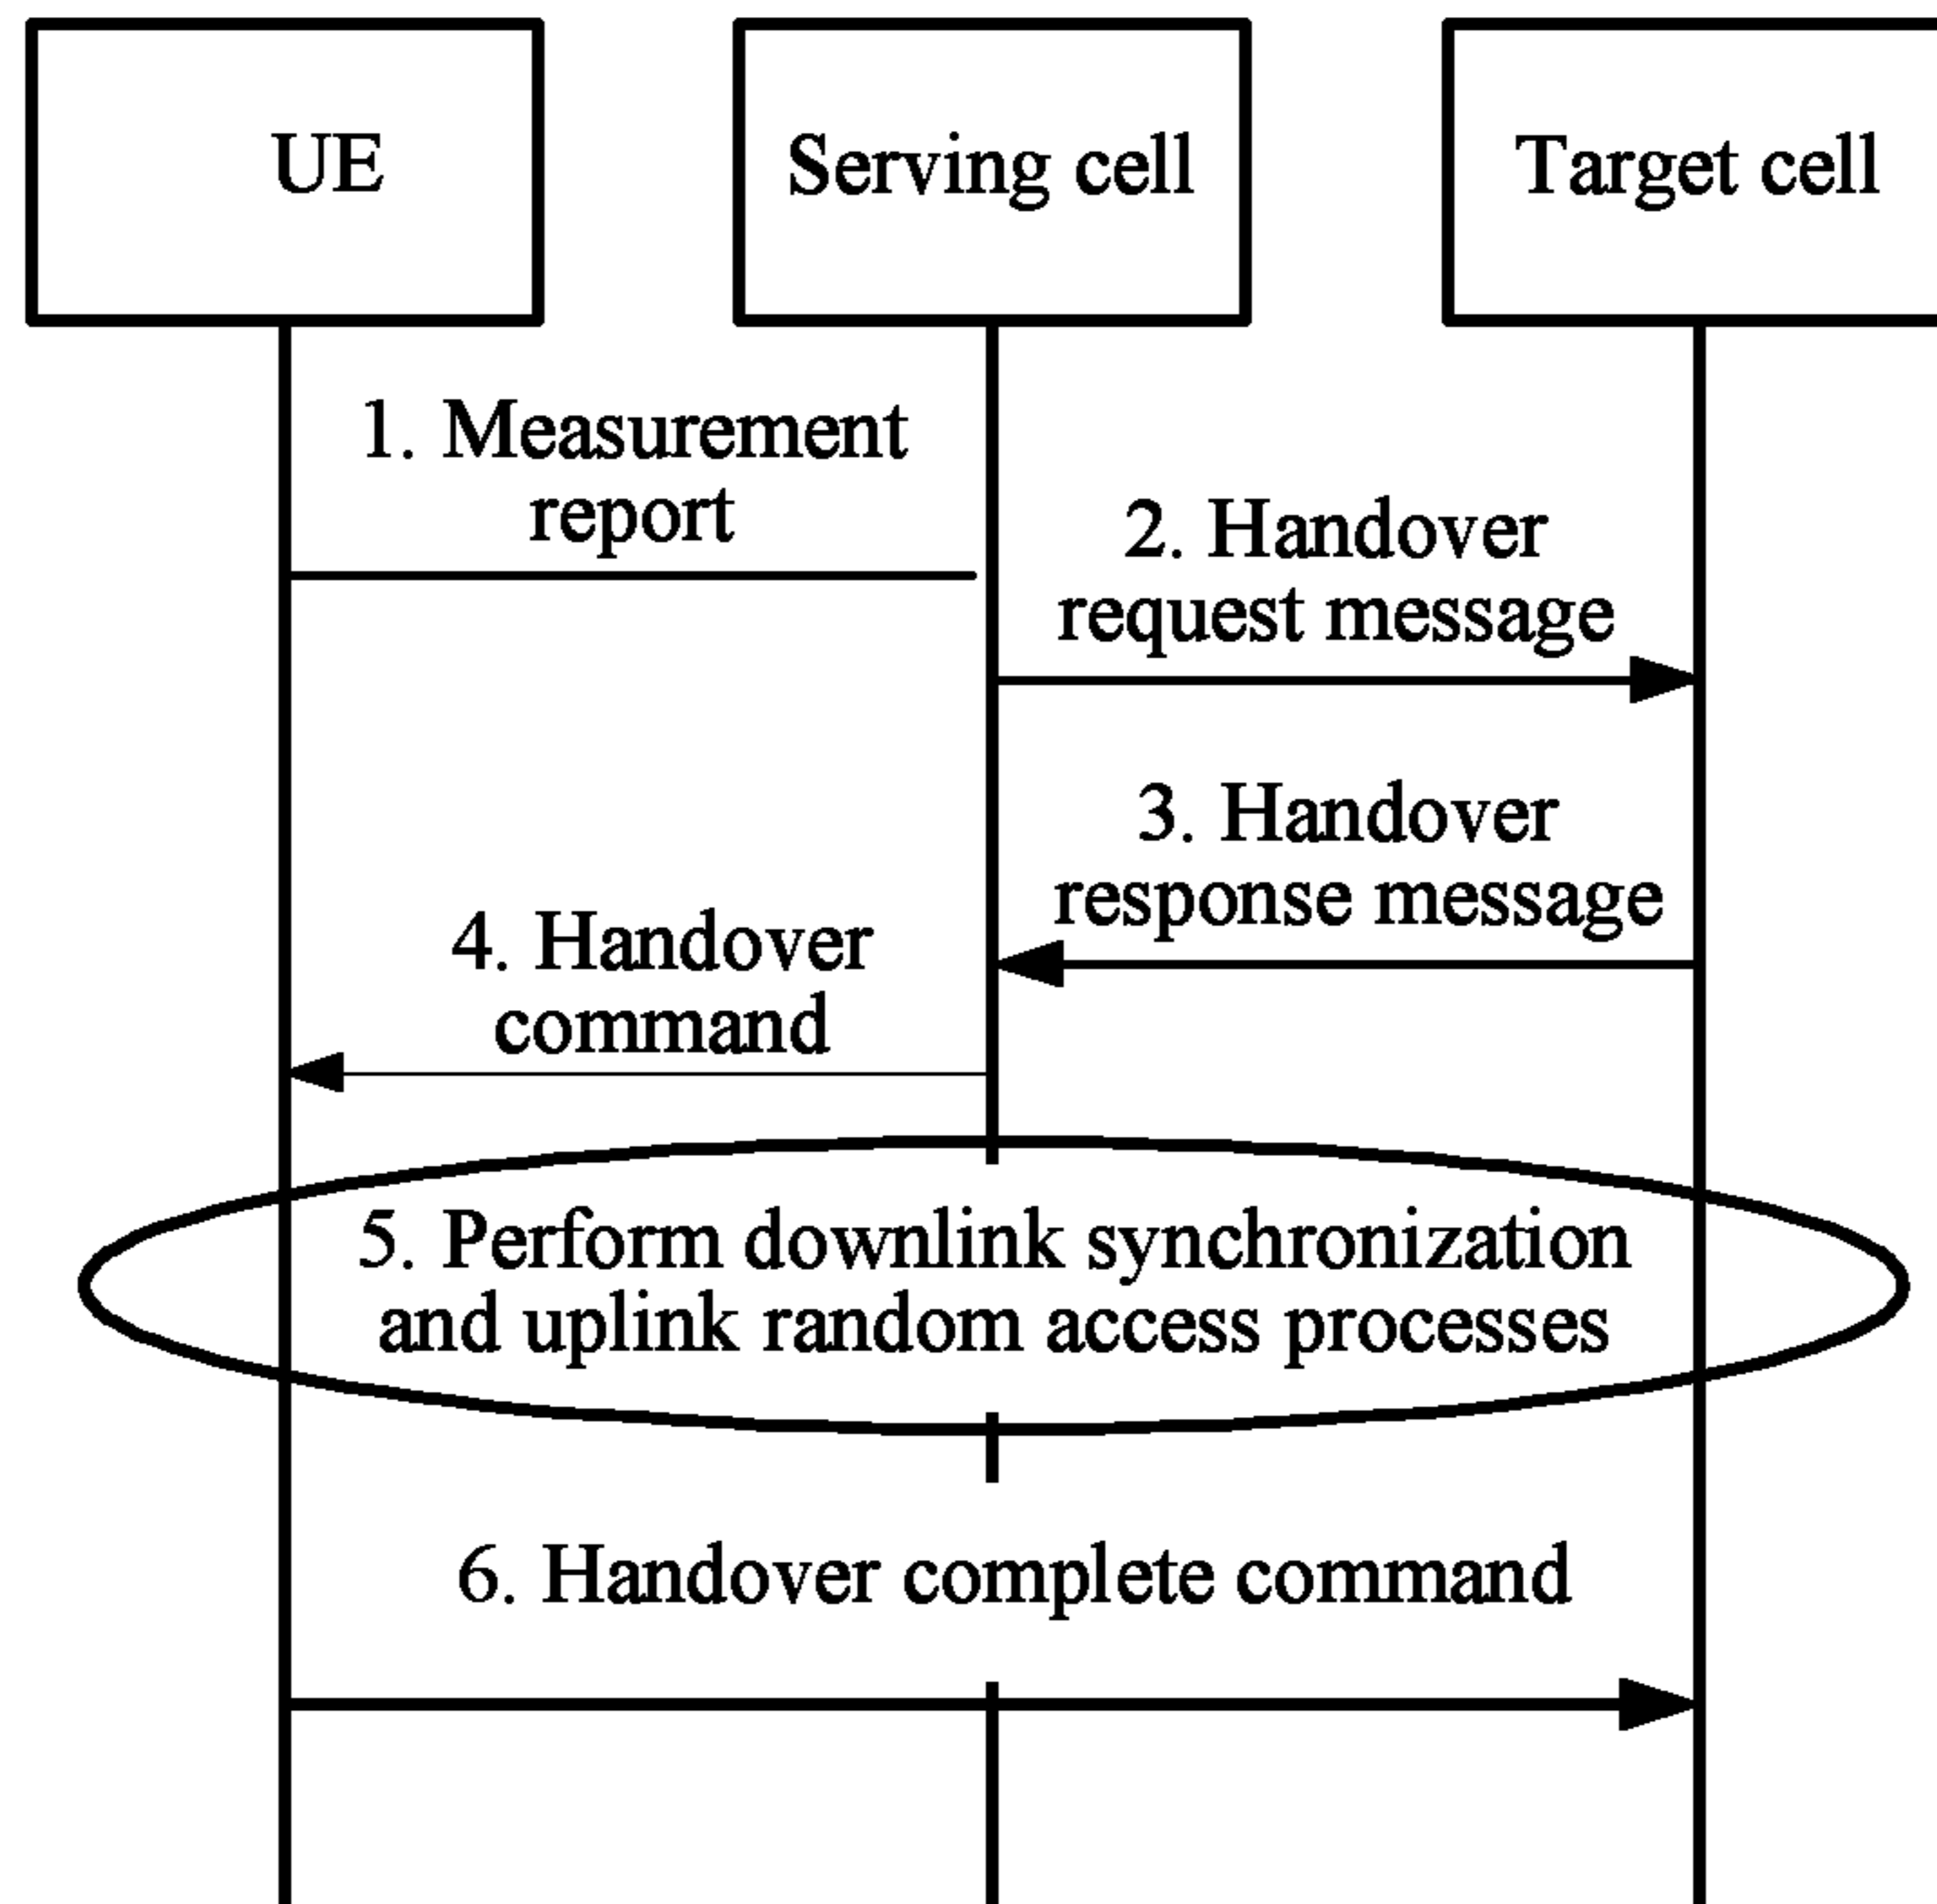 UE
Serving cell
Target cell
1. Measurement
report
2. Handover
request message
3. Handover
response message
4. Handover
command
5. Perform downlink synchronization
and uplink random access processes
6. Handover complete command